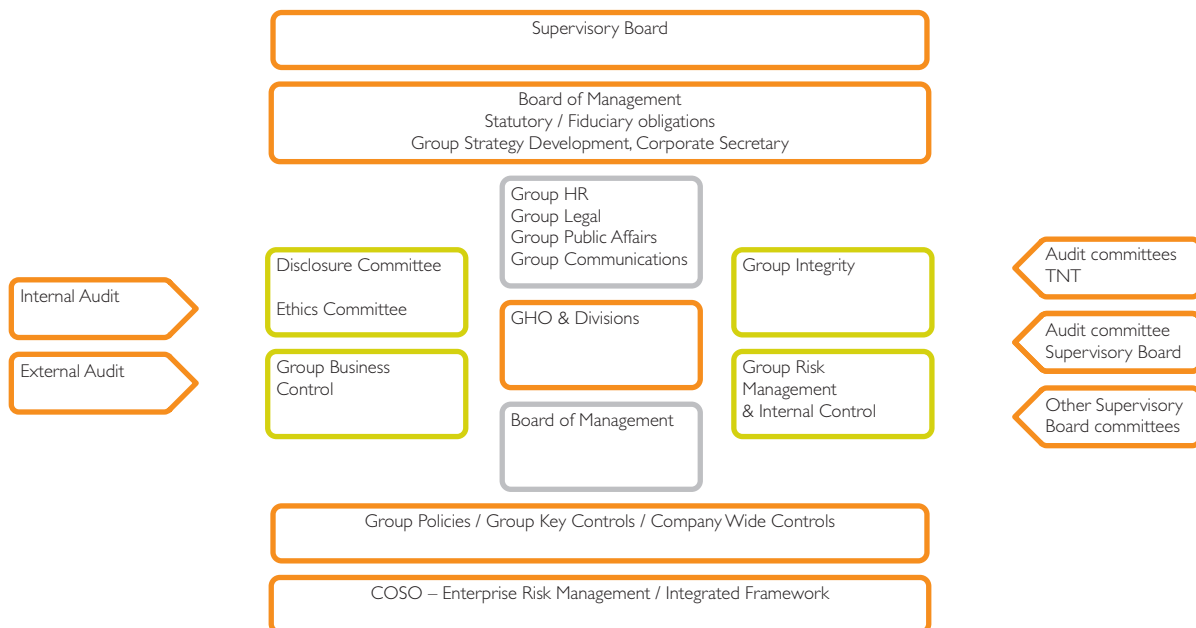 Supervisory Board
Board of Management
Statutory / Fiduciary obligations
Group Strategy Development, Corporate Secretary
Group HR
Group Legal
Group Public Affairs
Group Communications
Disclosure Committee
Ethics Committee
Group Integrity
Audit committees
TNT
Internal Audit
GHO & Divisions
Audit committee
Supervisory Board
External Audit
Group Business
Control
Group Risk
Management
& Internal Control
Board of Management
Other Supervisory
Board committees
Group Policies / Group Key Controls / Company Wide Controls
COSO – Enterprise Risk Management / Integrated Framework